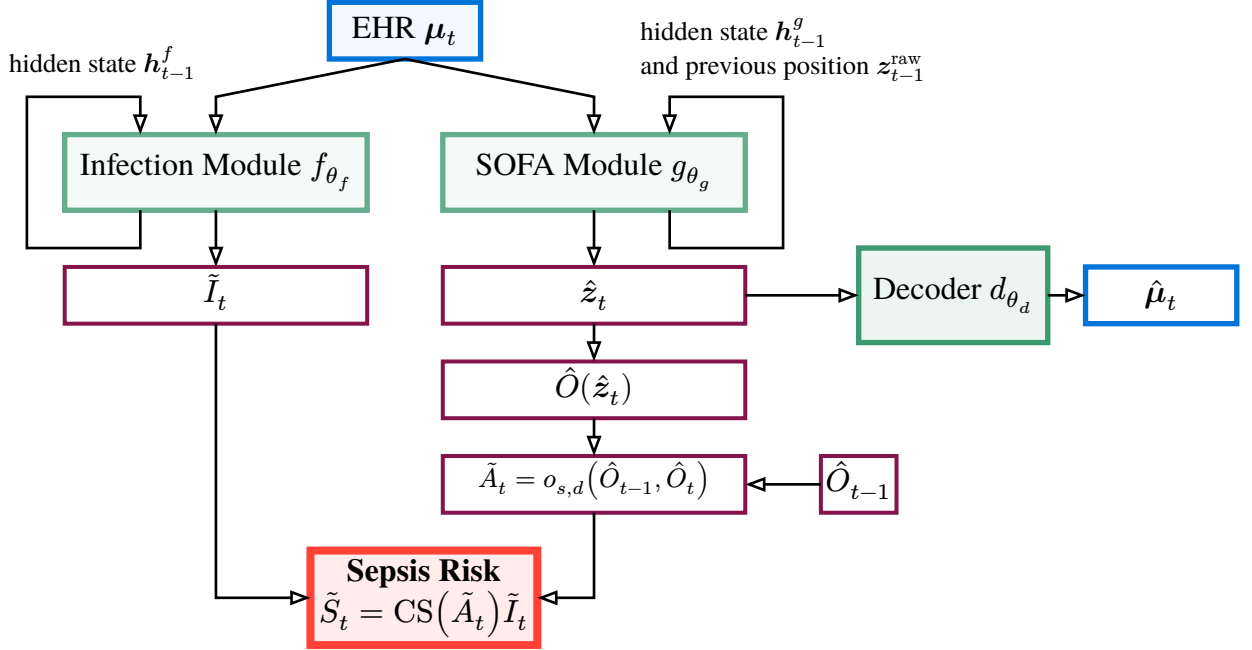 EHR μ_t
hidden state h^f_{t−1}
hidden state h^g_{t−1}
and previous position z^{raw}_{t−1}
Infection Module f_{θ_f}
SOFA Module g_{θ_g}
Ĩ_t
ẑ_t
Decoder d_{θ_d}
μ̂_t
Ô(ẑ_t)
Ã_t = o_{s,d}(Ô_{t−1}, Ô_t)
Ô_{t−1}
Sepsis Risk
S̃_t = CS(Ã_t)Ĩ_t